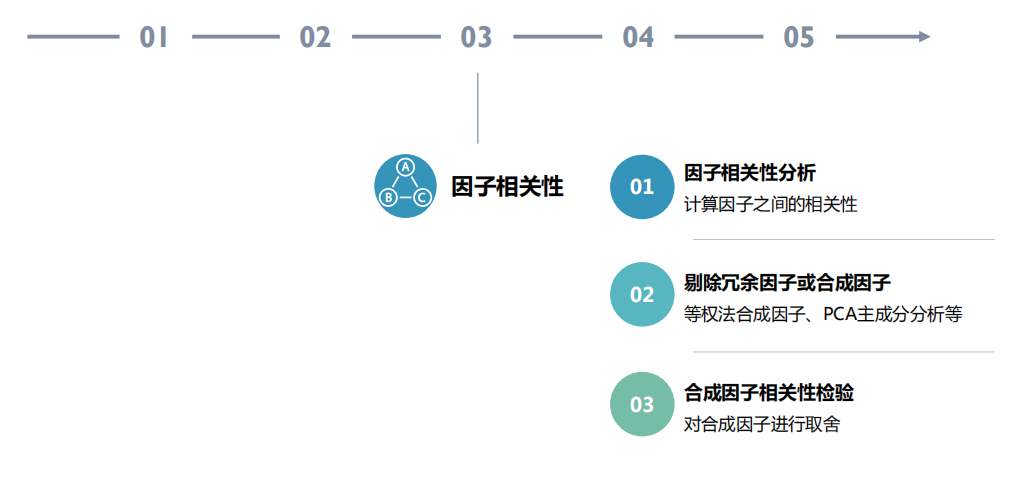 01 02 03 04 05
A
B C
因子相关性
01
因子相关性分析
计算因子之间的相关性
02
剔除冗余因子或合成因子
等权法合成因子、PCA主成分分析等
03
合成因子相关性检验
对合成因子进行取舍